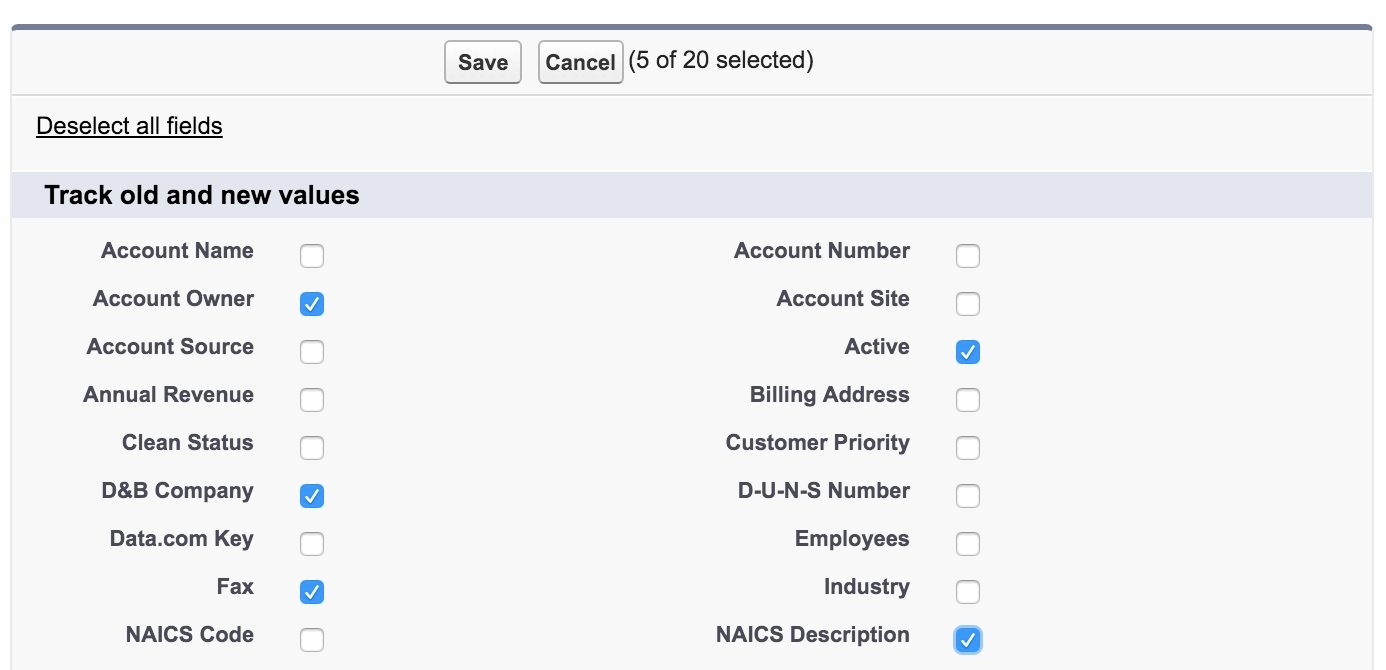 Save Cancel (5 of 20 selected)
Deselect all fields
Track old and new values
Account Name Account Number
Account Owner Account Site
Account Source Active
Annual Revenue Billing Address
Clean Status Customer Priority
D&B Company D-U-N-S Number
Data.com Key Employees
Fax Industry
NAICS Code NAICS Description